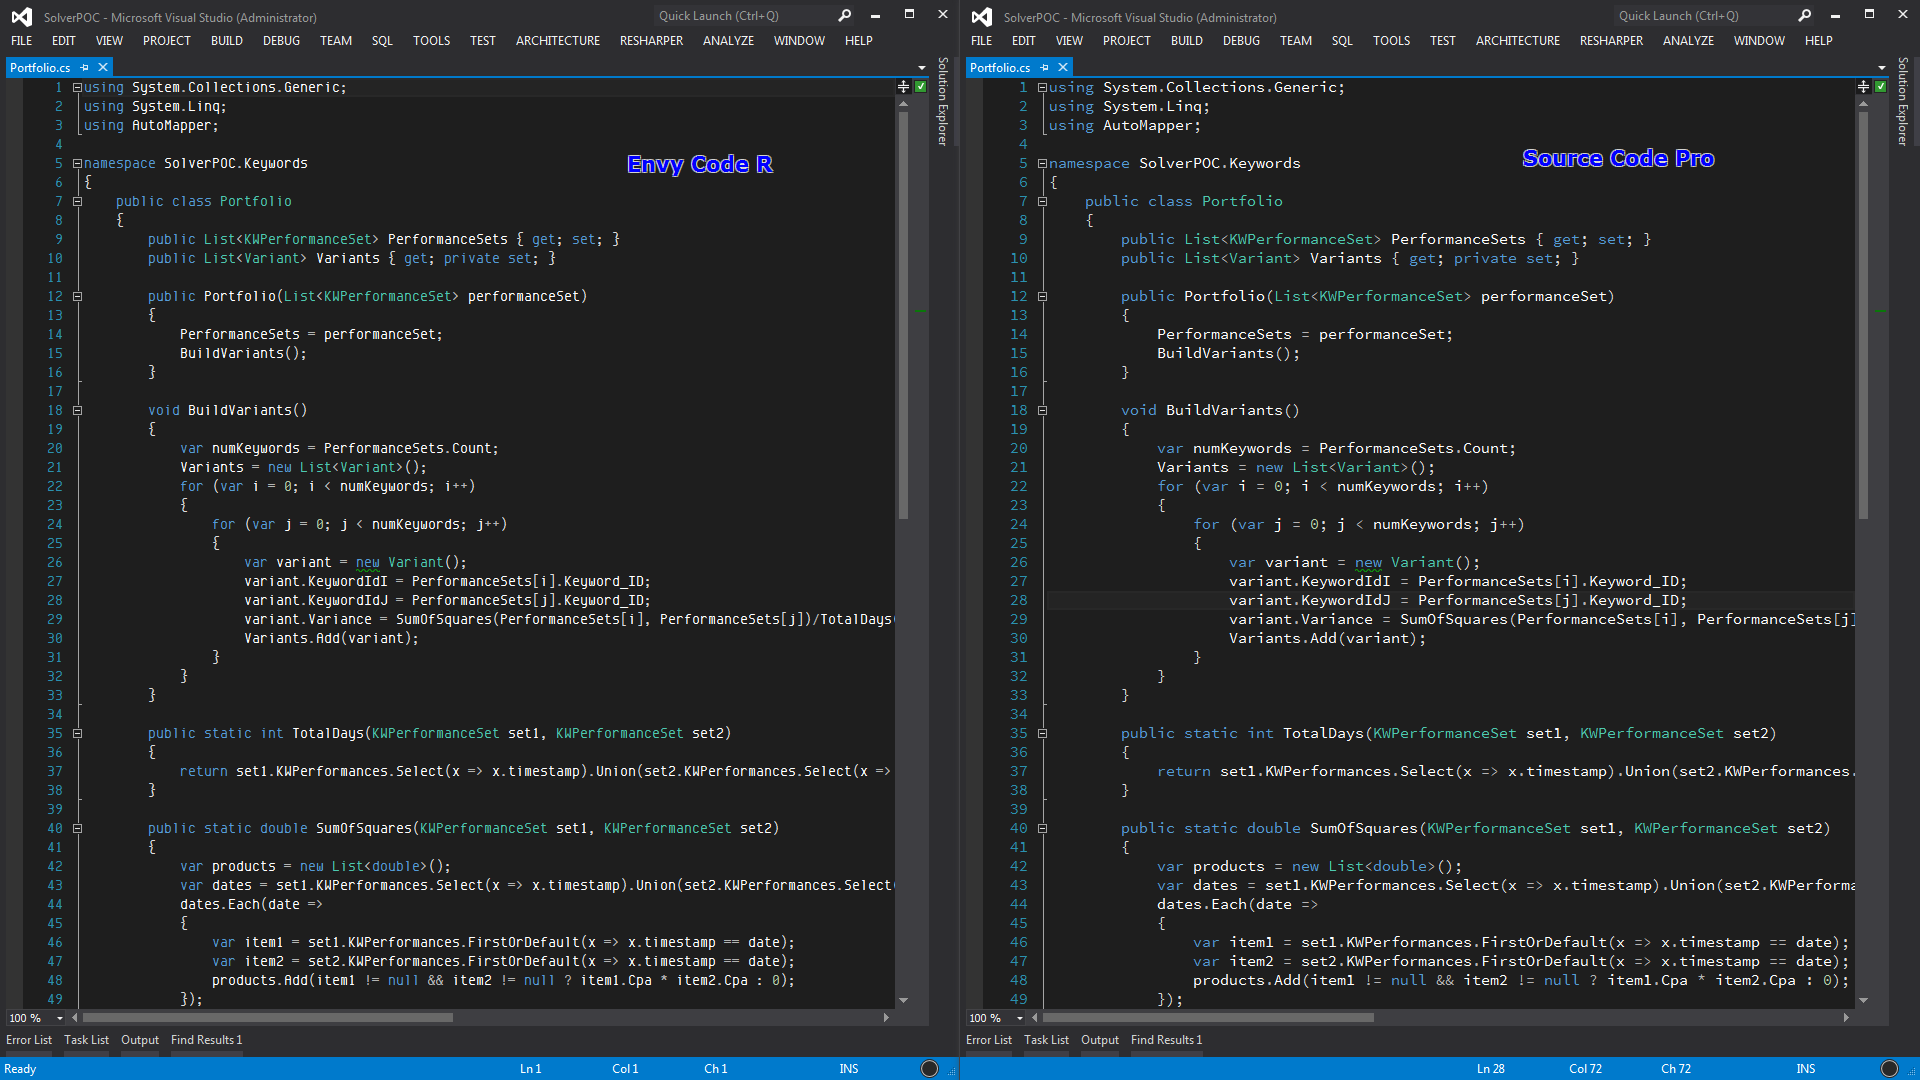 SolverPOC - Microsoft Visual Studio (Administrator)
Quick Launch (Ctrl+Q)
FILE EDIT VIEW PROJECT BUILD DEBUG TEAM SQL TOOLS TEST ARCHITECTURE RESHARPER ANALYZE WINDOW HELP
Portfolio.cs
Solution Explorer
Envy Code R
1 using System.Collections.Generic;
2 using System.Linq;
3 using AutoMapper;
4
5 namespace SolverPOC.Keywords
6 {
7 public class Portfolio
8 {
9 public List<KWPerformanceSet> PerformanceSets { get; set; }
10 public List<Variant> Variants { get; private set; }
11
12 public Portfolio(List<KWPerformanceSet> performanceSet)
13 {
14 PerformanceSets = performanceSet;
15 BuildVariants();
16 }
17
18 void BuildVariants()
19 {
20 var numKeywords = PerformanceSets.Count;
21 Variants = new List<Variant>();
22 for (var i = 0; i < numKeywords; i++)
23 {
24 for (var j = 0; j < numKeywords; j++)
25 {
26 var variant = new Variant();
27 variant.KeywordIdI = PerformanceSets[i].Keyword_ID;
28 variant.KeywordIdJ = PerformanceSets[j].Keyword_ID;
29 variant.Variance = SumOfSquares(PerformanceSets[i], PerformanceSets[j])/TotalDays(
30 Variants.Add(variant);
31 }
32 }
33 }
34
35 public static int TotalDays(KWPerformanceSet set1, KWPerformanceSet set2)
36 {
37 return set1.KWPerformances.Select(x => x.timestamp).Union(set2.KWPerformances.Select(x =>
38 }
39
40 public static double SumOfSquares(KWPerformanceSet set1, KWPerformanceSet set2)
41 {
42 var products = new List<double>();
43 var dates = set1.KWPerformances.Select(x => x.timestamp).Union(set2.KWPerformances.Select(
44 dates.Each(date =>
45 {
46 var item1 = set1.KWPerformances.FirstOrDefault(x => x.timestamp == date);
47 var item2 = set2.KWPerformances.FirstOrDefault(x => x.timestamp == date);
48 products.Add(item1 != null && item2 != null ? item1.Cpa * item2.Cpa : 0);
49 });
100 %
Error List Task List Output Find Results 1
Ready Ln 1 Col 1 Ch 1 INS
SolverPOC - Microsoft Visual Studio (Administrator)
Quick Launch (Ctrl+Q)
FILE EDIT VIEW PROJECT BUILD DEBUG TEAM SQL TOOLS TEST ARCHITECTURE RESHARPER ANALYZE WINDOW HELP
Portfolio.cs
Solution Explorer
Source Code Pro
1 using System.Collections.Generic;
2 using System.Linq;
3 using AutoMapper;
4
5 namespace SolverPOC.Keywords
6 {
7 public class Portfolio
8 {
9 public List<KWPerformanceSet> PerformanceSets { get; set; }
10 public List<Variant> Variants { get; private set; }
11
12 public Portfolio(List<KWPerformanceSet> performanceSet)
13 {
14 PerformanceSets = performanceSet;
15 BuildVariants();
16 }
17
18 void BuildVariants()
19 {
20 var numKeywords = PerformanceSets.Count;
21 Variants = new List<Variant>();
22 for (var i = 0; i < numKeywords; i++)
23 {
24 for (var j = 0; j < numKeywords; j++)
25 {
26 var variant = new Variant();
27 variant.KeywordIdI = PerformanceSets[i].Keyword_ID;
28 variant.KeywordIdJ = PerformanceSets[j].Keyword_ID;
29 variant.Variance = SumOfSquares(PerformanceSets[i], PerformanceSets[j]
30 Variants.Add(variant);
31 }
32 }
33 }
34
35 public static int TotalDays(KWPerformanceSet set1, KWPerformanceSet set2)
36 {
37 return set1.KWPerformances.Select(x => x.timestamp).Union(set2.KWPerformances.
38 }
39
40 public static double SumOfSquares(KWPerformanceSet set1, KWPerformanceSet set2)
41 {
42 var products = new List<double>();
43 var dates = set1.KWPerformances.Select(x => x.timestamp).Union(set2.KWPerforma
44 dates.Each(date =>
45 {
46 var item1 = set1.KWPerformances.FirstOrDefault(x => x.timestamp == date);
47 var item2 = set2.KWPerformances.FirstOrDefault(x => x.timestamp == date);
48 products.Add(item1 != null && item2 != null ? item1.Cpa * item2.Cpa : 0);
49 });
100 %
Error List Task List Output Find Results 1
Ln 28 Col 72 Ch 72 INS